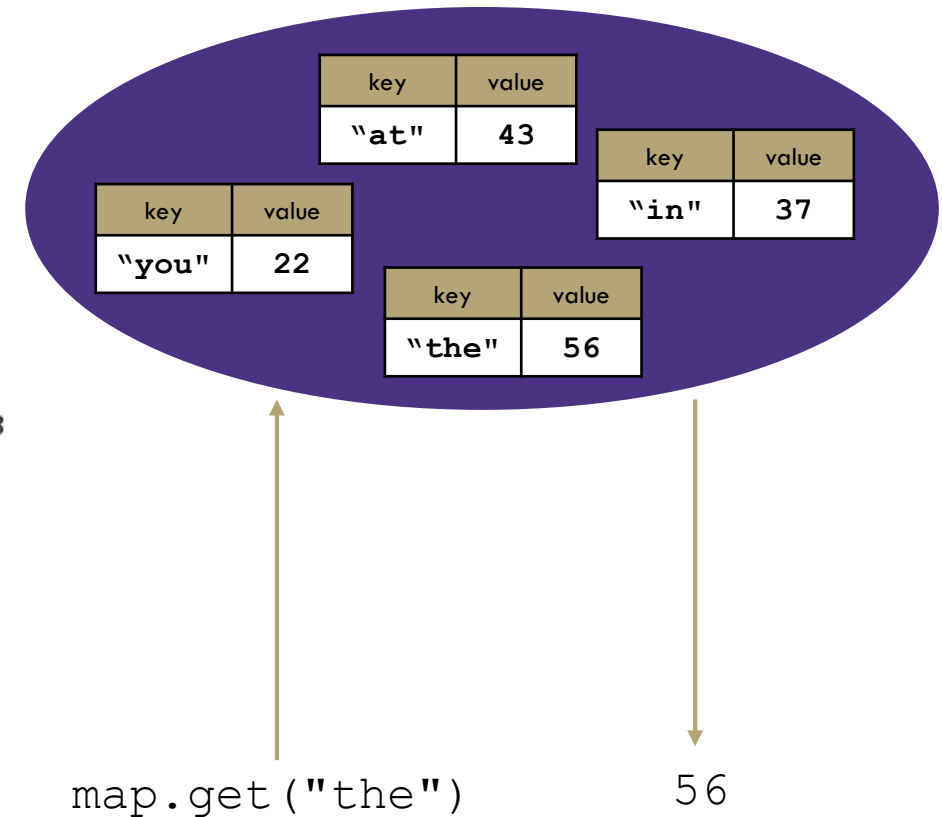 key value
“at" 43
key value
“in" 37
key value
“you" 22
key value
“the" 56
map.get("the") 56